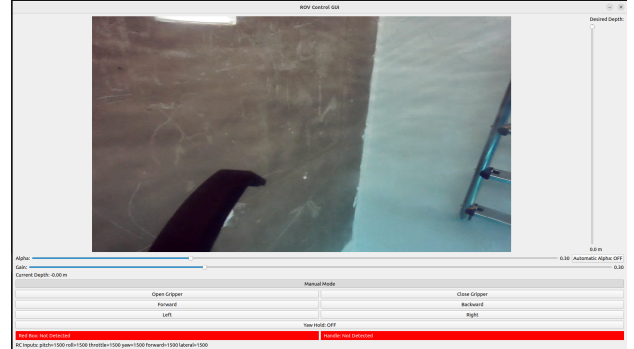 ROV Control GUI
Desired Depth:
0.0 m
Alpha: 0.30 Automatic Alpha: OFF
Gain: 0.30
Current Depth: -0.00 m
Manual Mode
Open Gripper Close Gripper
Forward Backward
Left Right
Yaw Hold: OFF
Red Box: Not Detected Handle: Not Detected
RC Inputs: pitch=1500 roll=1500 throttle=1500 yaw=1500 forward=1500 lateral=1500